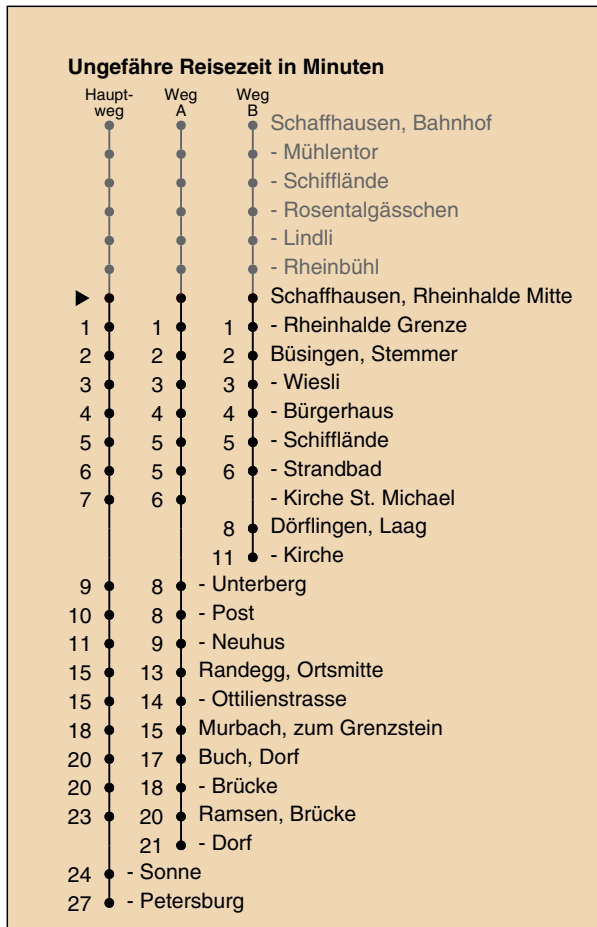 Ungefähre Reisezeit in Minuten
Haupt- Weg Weg
weg A B
Schaffhausen, Bahnhof
- Mühlentor
- Schifflände
- Rosentalgässchen
- Lindli
- Rheinbühl
Schaffhausen, Rheinhalde Mitte
1 1 1 - Rheinhalde Grenze
2 2 2 Büsingen, Stemmer
3 3 3 - Wiesli
4 4 4 - Bürgerhaus
5 5 5 - Schifflände
6 5 6 - Strandbad
7 6 - Kirche St. Michael
8 Dörflingen, Laag
11 - Kirche
9 8 - Unterberg
10 8 - Post
11 9 - Neuhus
15 13 Randegg, Ortsmitte
15 14 - Ottilienstrasse
18 15 Murbach, zum Grenzstein
20 17 Buch, Dorf
20 18 - Brücke
23 20 Ramsen, Brücke
21 - Dorf
24 - Sonne
27 - Petersburg